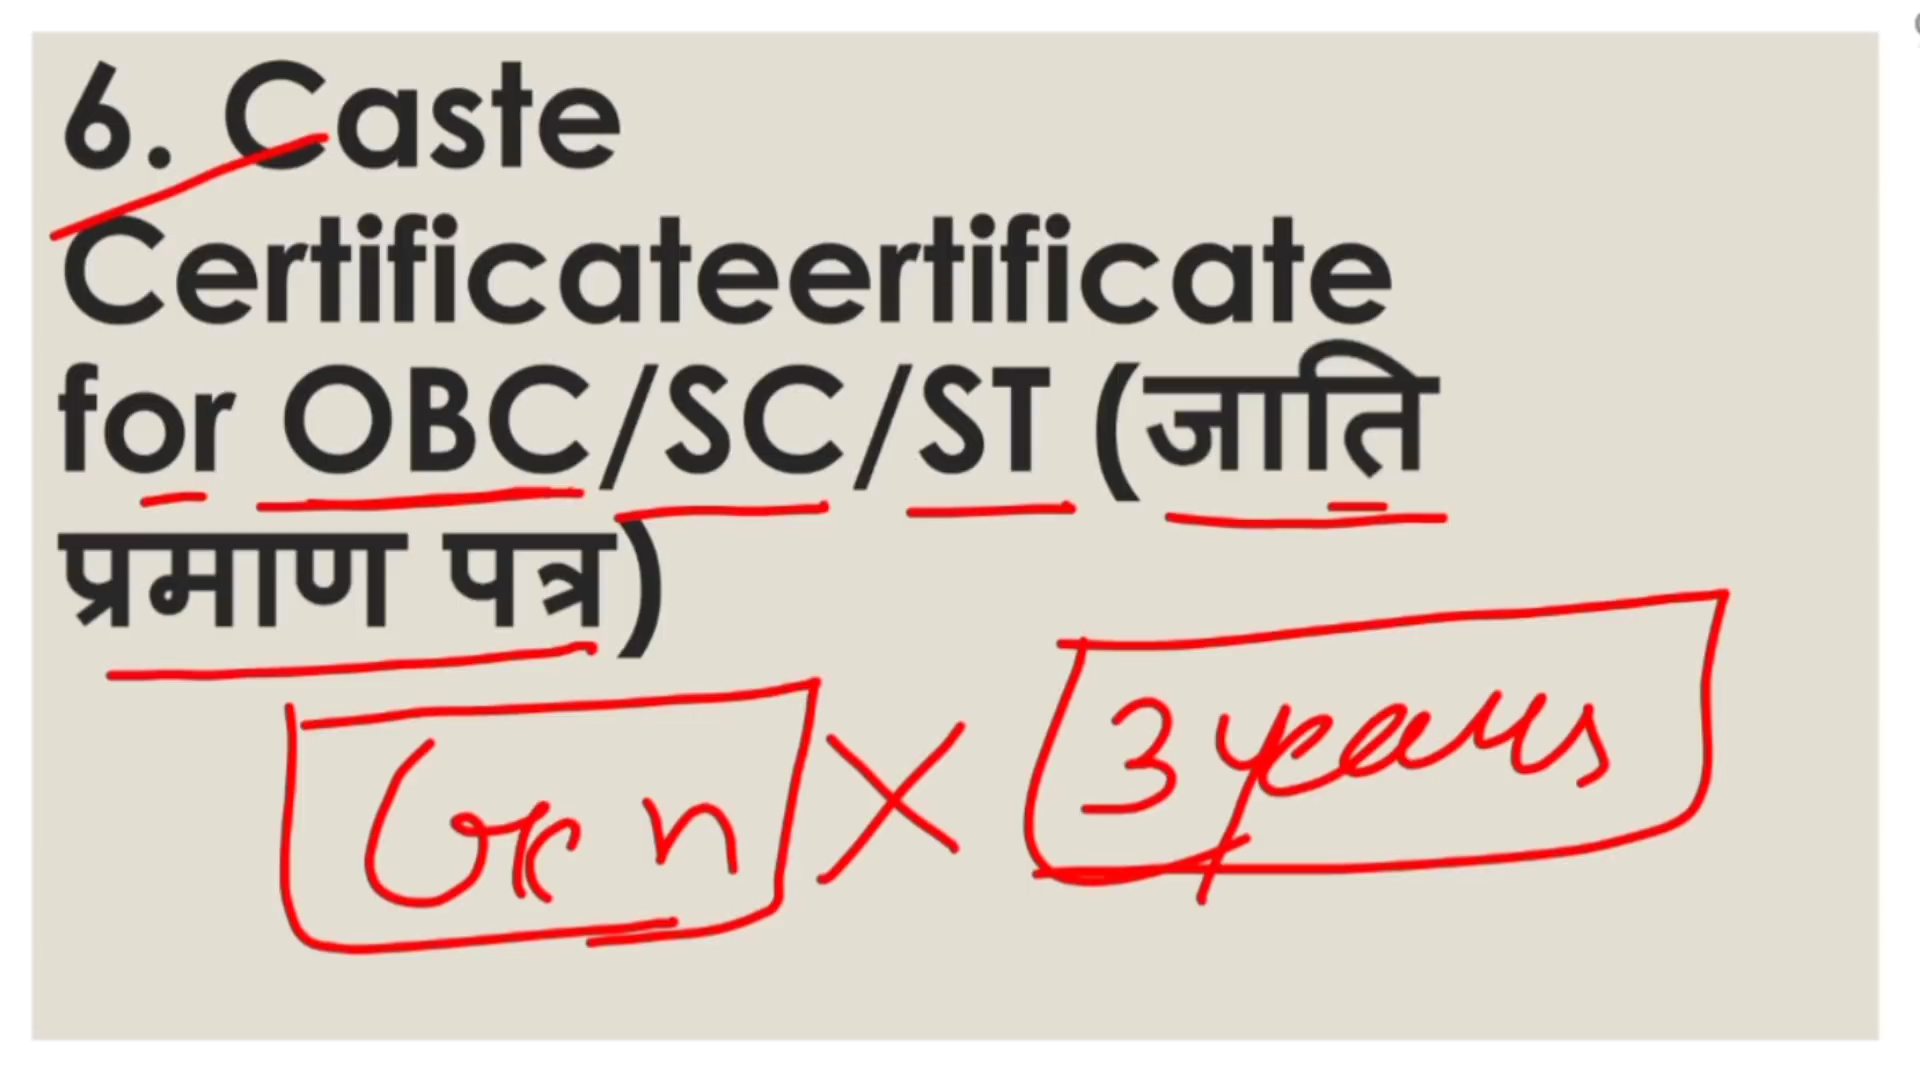 6. Caste
Certificateertificate
for OBC/SC/ST (जाति
प्रमाण पत्र)
Gen X 3 years